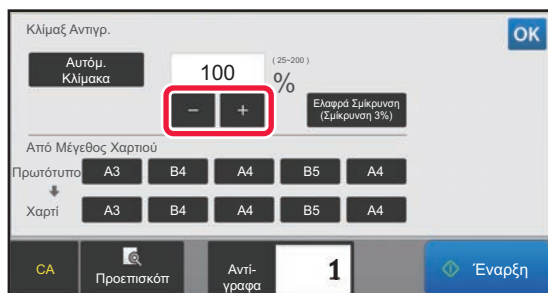 Κλίμαξ Αντιγρ.
OK
Αυτόμ.
Κλίμακα
100
(25~200)
%
−
+
Ελαφρά Σμίκρυνση
(Σμίκρυνση 3%)
Από Μέγεθος Χαρτιού
Πρωτότυπο A3 B4 A4 B5 A4
Χαρτί A3 B4 A4 B5 A4
CA
Προεπισκόπ
Αντί-
γραφα
1
Έναρξη